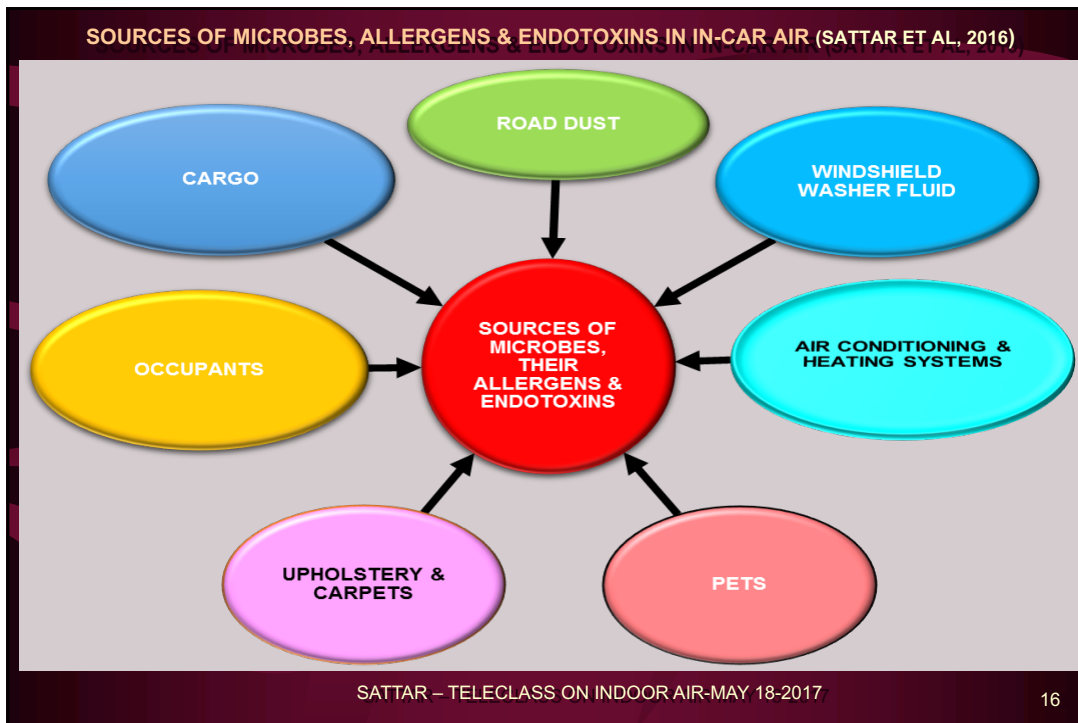 SOURCES OF MICROBES, ALLERGENS & ENDOTOXINS IN IN-CAR AIR (SATTAR ET AL, 2016)
ROAD DUST
CARGO
WINDSHIELD
WASHER FLUID
SOURCES OF
MICROBES,
THEIR
ALLERGENS &
ENDOTOXINS
OCCUPANTS
AIR CONDITIONING &
HEATING SYSTEMS
UPHOLSTERY &
CARPETS
PETS
SATTAR – TELECLASS ON INDOOR AIR-MAY 18-2017
16